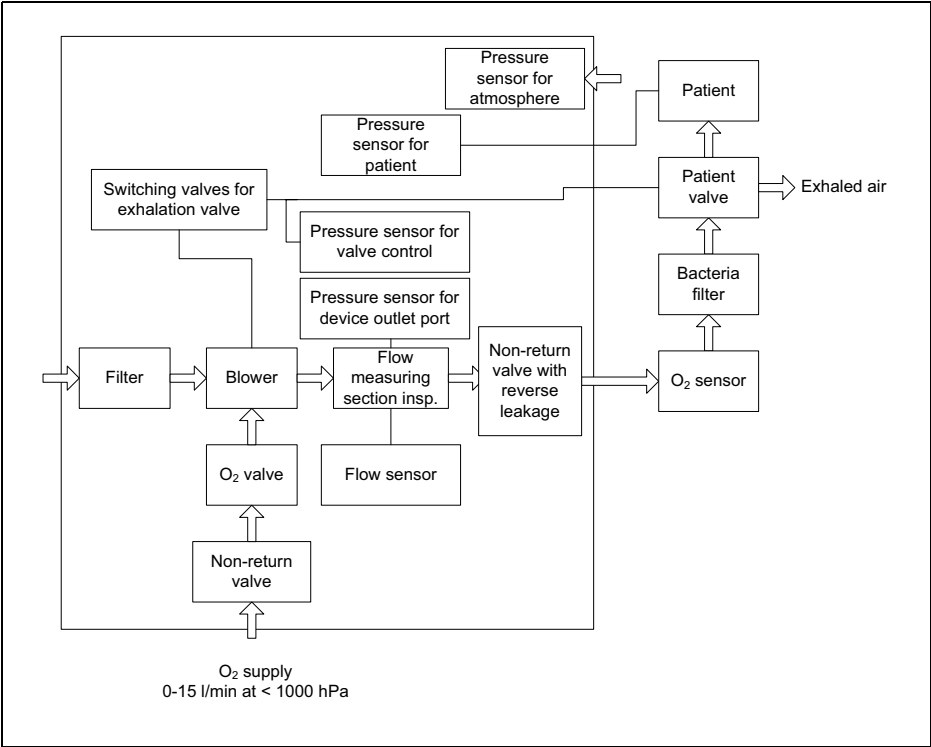 Pressure
sensor for
atmosphere
Patient
Pressure
sensor for
patient
Switching valves for
exhalation valve
Patient
valve
Exhaled air
Pressure sensor for
valve control
Pressure sensor for
device outlet port
Bacteria
filter
Filter
Blower
Flow
measuring
section insp.
Non-return
valve with
reverse
leakage
O₂ sensor
O₂ valve
Flow sensor
Non-return
valve
O₂ supply
0-15 l/min at < 1000 hPa